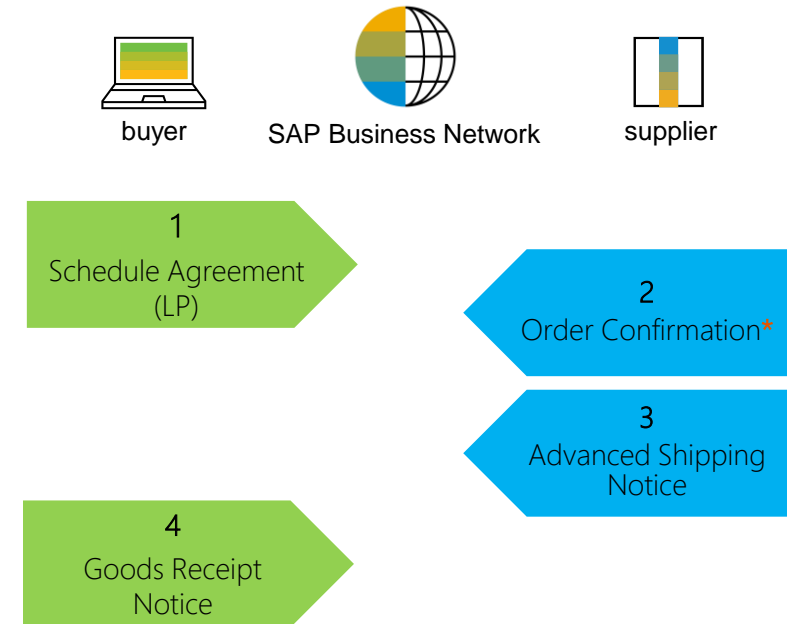 buyer
SAP Business Network
supplier
1
Schedule Agreement
(LP)
2
Order Confirmation*
3
Advanced Shipping
Notice
4
Goods Receipt
Notice